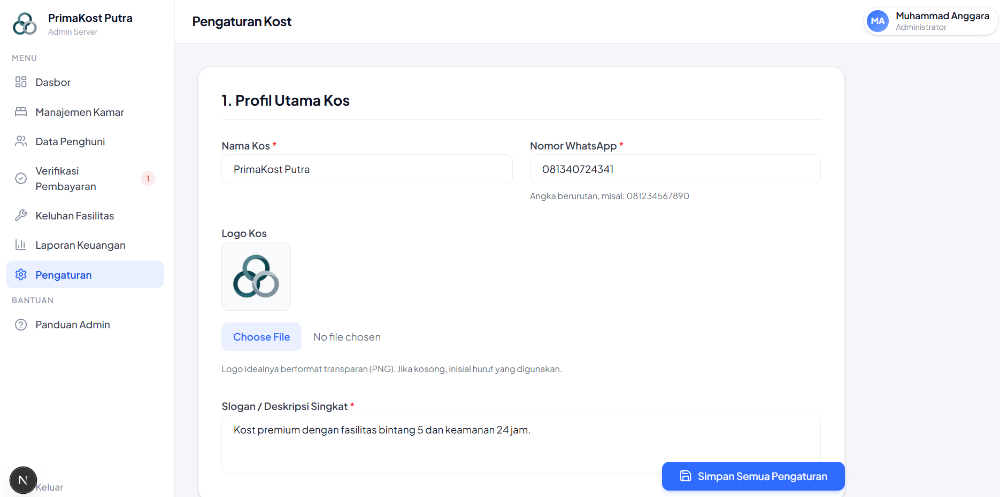 PrimaKost Putra
Admin Server
MENU
Dasbor
Manajemen Kamar
Data Penghuni
Verifikasi
Pembayaran
1
Keluhan Fasilitas
Laporan Keuangan
Pengaturan
BANTUAN
Panduan Admin
N
Keluar
Pengaturan Kost
MA
Muhammad Anggara
Administrator
1. Profil Utama Kos
Nama Kos *
PrimaKost Putra
Nomor WhatsApp *
081340724341
Angka berurutan, misal: 081234567890
Logo Kos
Choose File
No file chosen
Logo idealnya berformat transparan (PNG). Jika kosong, inisial huruf yang digunakan.
Slogan / Deskripsi Singkat *
Kost premium dengan fasilitas bintang 5 dan keamanan 24 jam.
Simpan Semua Pengaturan